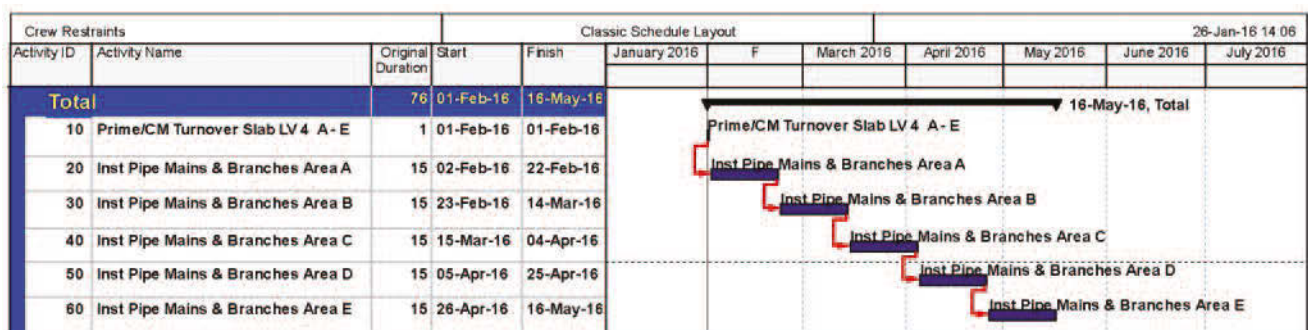 Crew Restraints Classic Schedule Layout 26-Jan-16 14:06
Activity ID Activity Name Original Duration Start Finish January 2016 F March 2016 April 2016 May 2016 June 2016 July 2016
Total 76 01-Feb-16 16-May-16 16-May-16, Total
10 Prime/CM Turnover Slab LV 4 A - E 1 01-Feb-16 01-Feb-16 Prime/CM Turnover Slab LV 4 A - E
20 Inst Pipe Mains & Branches Area A 15 02-Feb-16 22-Feb-16 Inst Pipe Mains & Branches Area A
30 Inst Pipe Mains & Branches Area B 15 23-Feb-16 14-Mar-16 Inst Pipe Mains & Branches Area B
40 Inst Pipe Mains & Branches Area C 15 15-Mar-16 04-Apr-16 Inst Pipe Mains & Branches Area C
50 Inst Pipe Mains & Branches Area D 15 05-Apr-16 25-Apr-16 Inst Pipe Mains & Branches Area D
60 Inst Pipe Mains & Branches Area E 15 26-Apr-16 16-May-16 Inst Pipe Mains & Branches Area E